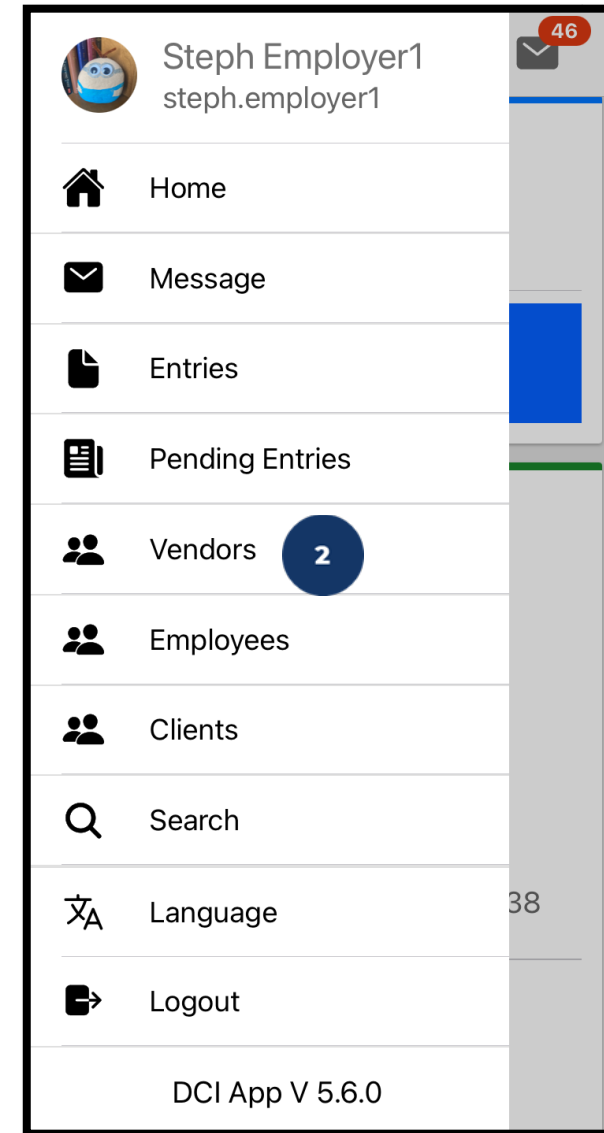 Steph Employer1
46
steph.employer1
Home
Message
Entries
Pending Entries
Vendors
2
Employees
Clients
Search
38
Language
Logout
DCI App V 5.6.0